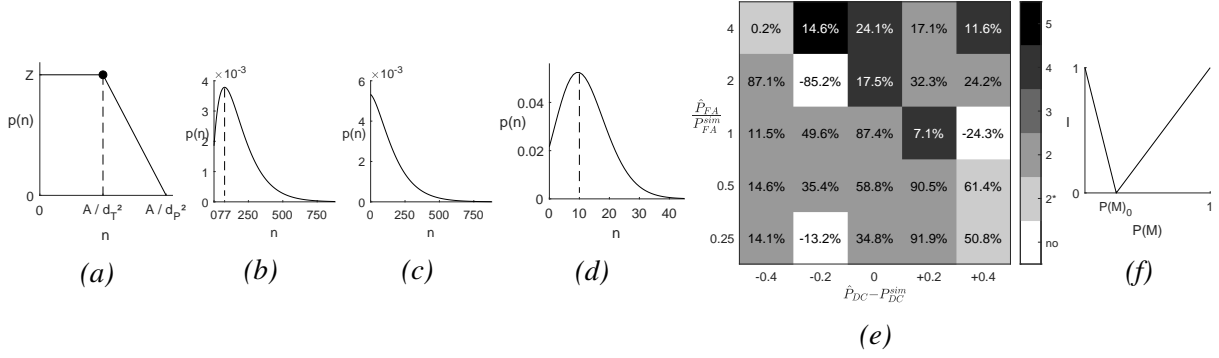 Z
p(n)
0
0
A / d_T²
A / d_P²
n
(a)
×10⁻³
4
3
2
1
0
p(n)
077
250
500
750
n
(b)
×10⁻³
6
4
2
0
p(n)
0
250
500
750
n
(c)
0.04
0.02
0
p(n)
0
10
20
30
40
n
(d)
P̂_FA / P_FA^sim
4
0.2% 14.6% 24.1% 17.1% 11.6%
2
87.1% -85.2% 17.5% 32.3% 24.2%
1
11.5% 49.6% 87.4% 7.1% -24.3%
0.5
14.6% 35.4% 58.8% 90.5% 61.4%
0.25
14.1% -13.2% 34.8% 91.9% 50.8%
-0.4 -0.2 0 +0.2 +0.4
P̂_DC − P_DC^sim
5
4
3
2
2*
no
(e)
1
I
0
P(M)₀
1
P(M)
(f)